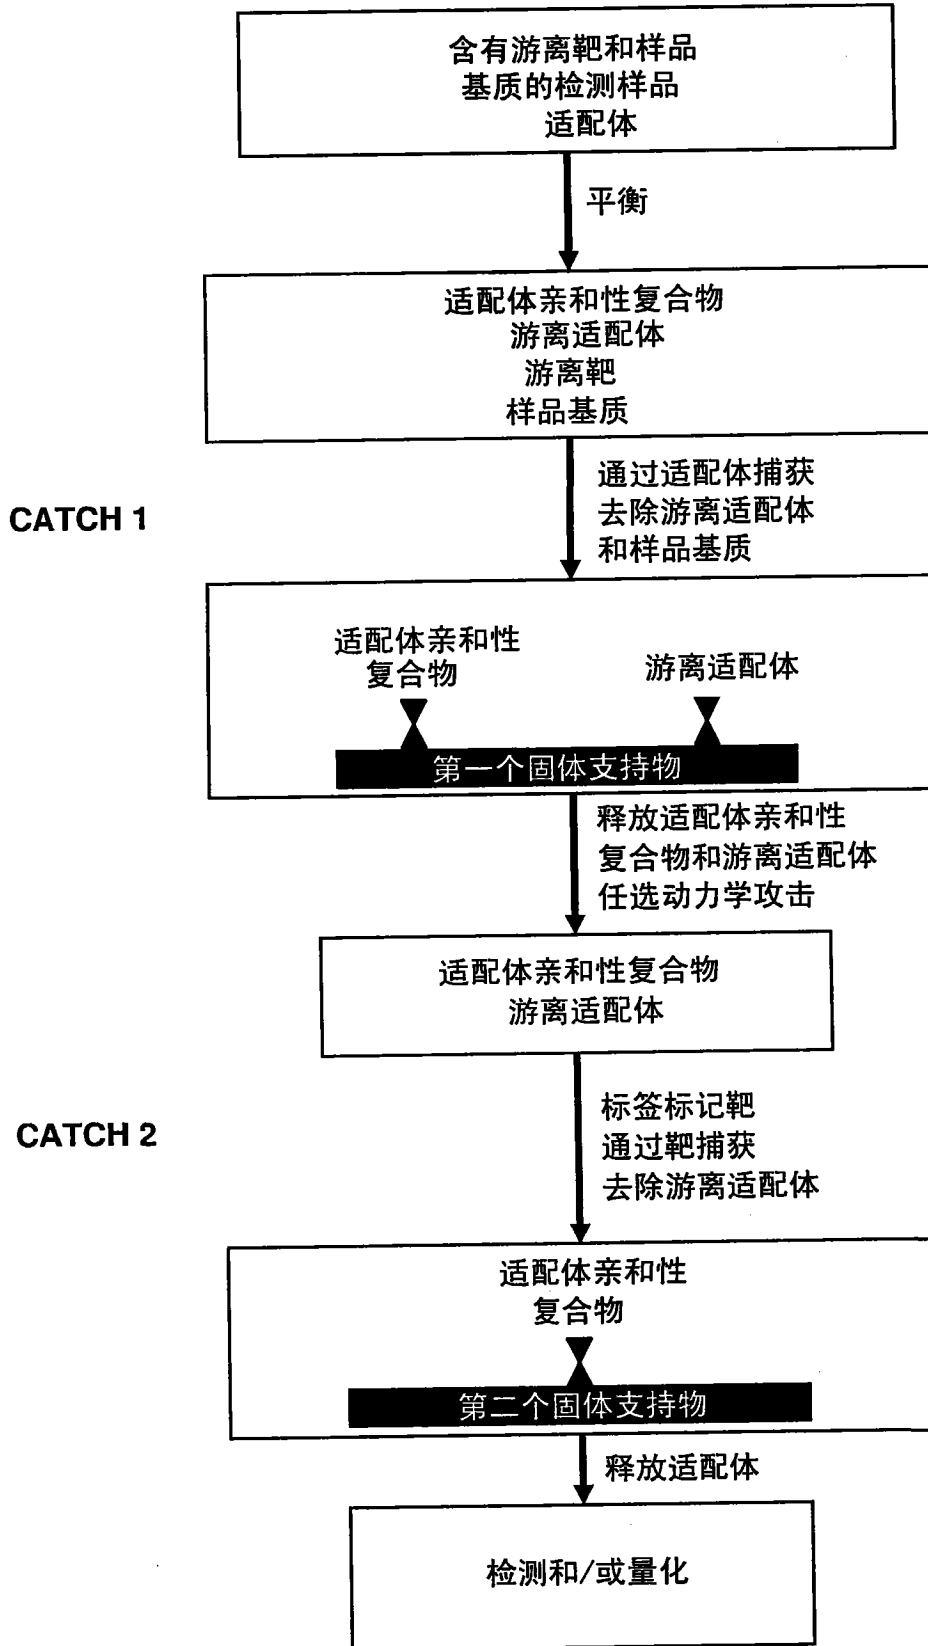 含有游离靶和样品
基质的检测样品
适配体
平衡
适配体亲和性复合物
游离适配体
游离靶
样品基质
CATCH 1
通过适配体捕获
去除游离适配体
和样品基质
适配体亲和性
复合物
游离适配体
第一个固体支持物
释放适配体亲和性
复合物和游离适配体
任选动力学攻击
适配体亲和性复合物
游离适配体
CATCH 2
标签标记靶
通过靶捕获
去除游离适配体
适配体亲和性
复合物
第二个固体支持物
释放适配体
检测和/或量化